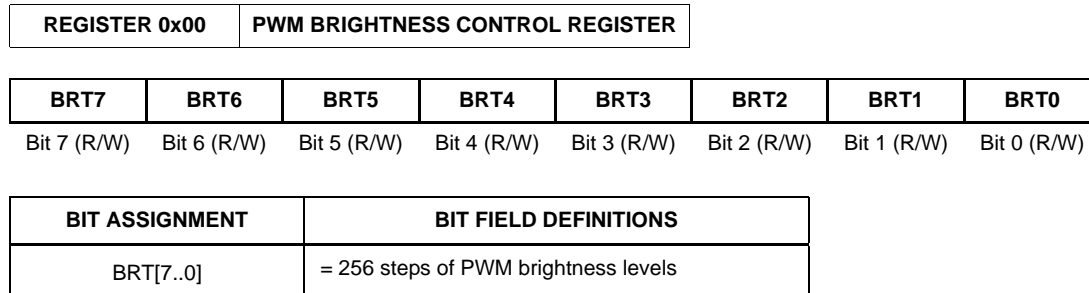 REGISTER 0x00 PWM BRIGHTNESS CONTROL REGISTER
BRT7 BRT6 BRT5 BRT4 BRT3 BRT2 BRT1 BRT0
Bit 7 (R/W) Bit 6 (R/W) Bit 5 (R/W) Bit 4 (R/W) Bit 3 (R/W) Bit 2 (R/W) Bit 1 (R/W) Bit 0 (R/W)
BIT ASSIGNMENT BIT FIELD DEFINITIONS
BRT[7..0] = 256 steps of PWM brightness levels